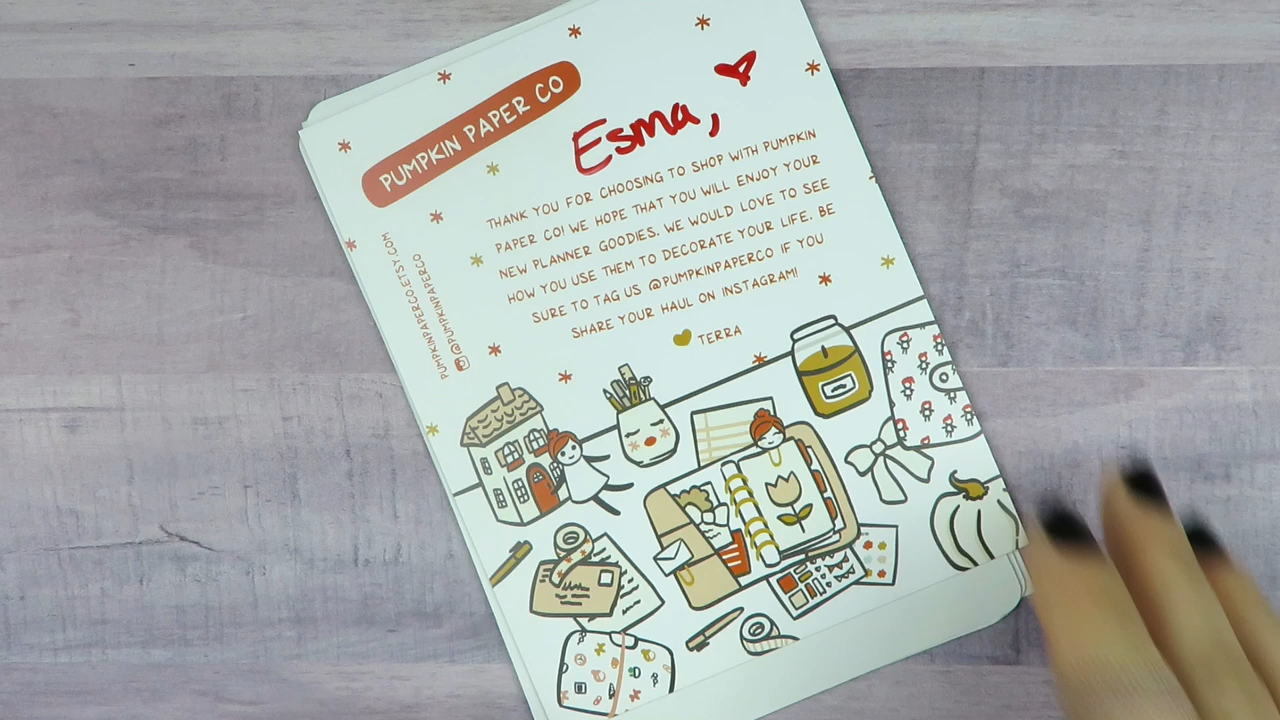 PUMPKIN PAPER CO
Esma,
THANK YOU FOR CHOOSING TO SHOP WITH PUMPKIN
PAPER CO! WE HOPE THAT YOU WILL ENJOY YOUR
NEW PLANNER GOODIES. WE WOULD LOVE TO SEE
HOW YOU USE THEM TO DECORATE YOUR LIFE. BE
SURE TO TAG US @PUMPKINPAPERCO IF YOU
SHARE YOUR HAUL ON INSTAGRAM!
TERRA
PUMPKINPAPERCO.ETSY.COM
@PUMPKINPAPERCO